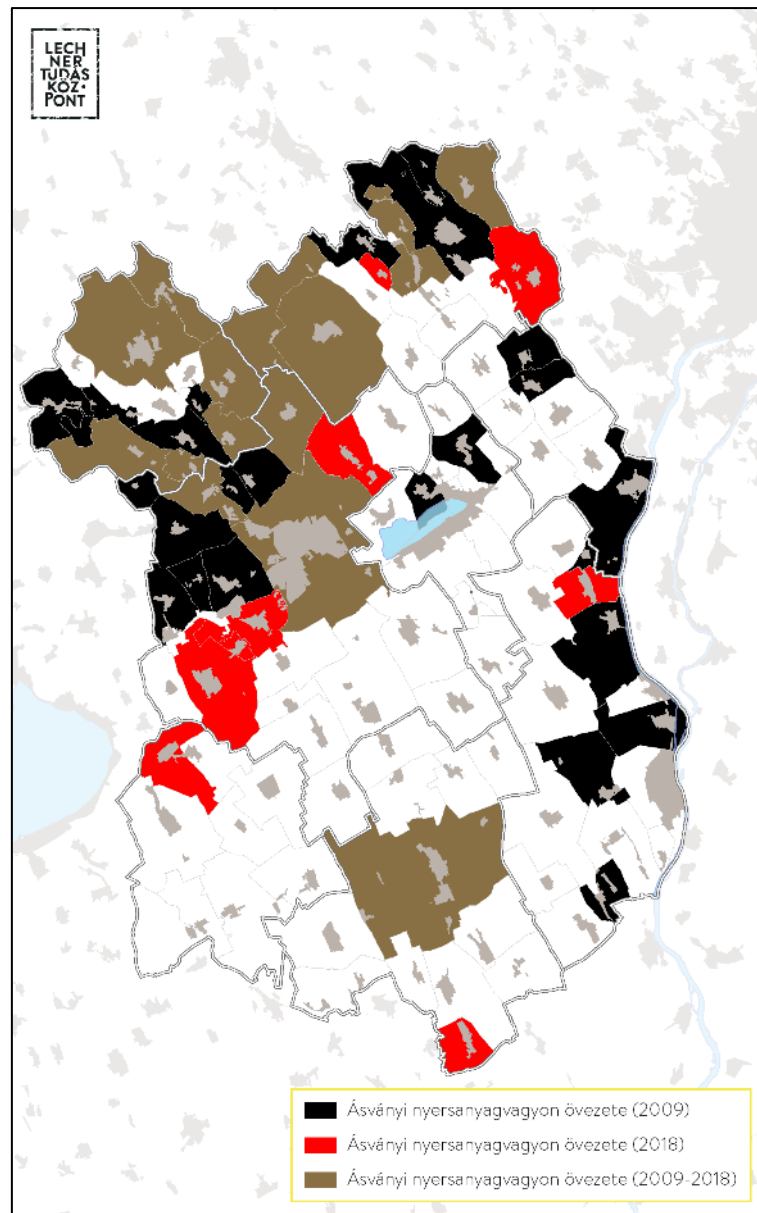 LECH
NER
TUDÁS
KÖZ•
PONT
Ásványi nyersanyagvagyon övezete (2009)
Ásványi nyersanyagvagyon övezete (2018)
Ásványi nyersanyagvagyon övezete (2009-2018)